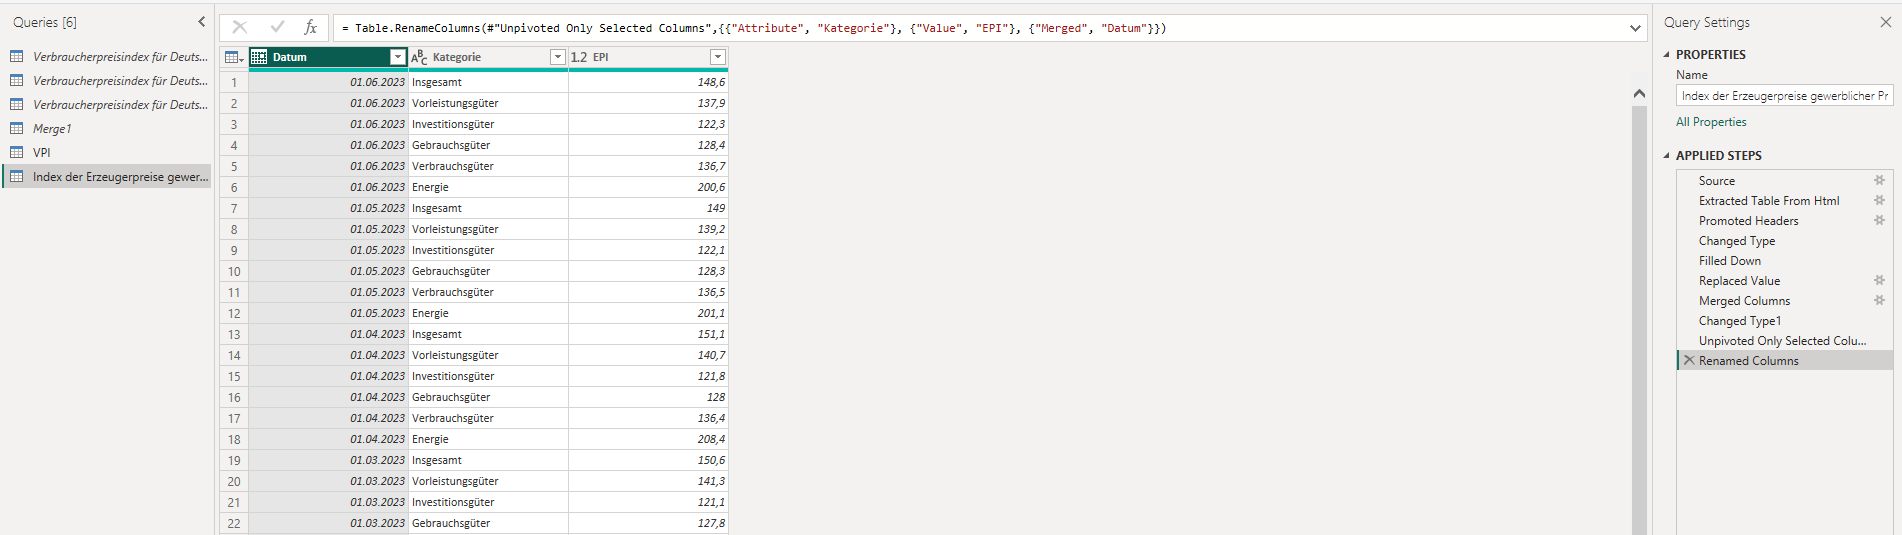 Queries [6]
Verbraucherpreisindex für Deuts...
Verbraucherpreisindex für Deuts...
Verbraucherpreisindex für Deuts...
Merge1
VPI
Index der Erzeugerpreise gewer...
fx = Table.RenameColumns(#"Unpivoted Only Selected Columns",{{"Attribute", "Kategorie"}, {"Value", "EPI"}, {"Merged", "Datum"}})
Datum ABC Kategorie 1.2 EPI
1 01.06.2023 Insgesamt 148,6
2 01.06.2023 Vorleistungsgüter 137,9
3 01.06.2023 Investitionsgüter 122,3
4 01.06.2023 Gebrauchsgüter 128,4
5 01.06.2023 Verbrauchsgüter 136,7
6 01.06.2023 Energie 200,6
7 01.05.2023 Insgesamt 149
8 01.05.2023 Vorleistungsgüter 139,2
9 01.05.2023 Investitionsgüter 122,1
10 01.05.2023 Gebrauchsgüter 128,3
11 01.05.2023 Verbrauchsgüter 136,5
12 01.05.2023 Energie 201,1
13 01.04.2023 Insgesamt 151,1
14 01.04.2023 Vorleistungsgüter 140,7
15 01.04.2023 Investitionsgüter 121,8
16 01.04.2023 Gebrauchsgüter 128
17 01.04.2023 Verbrauchsgüter 136,4
18 01.04.2023 Energie 208,4
19 01.03.2023 Insgesamt 150,6
20 01.03.2023 Vorleistungsgüter 141,3
21 01.03.2023 Investitionsgüter 121,1
22 01.03.2023 Gebrauchsgüter 127,8
Query Settings
PROPERTIES
Name
Index der Erzeugerpreise gewerblicher Pr
All Properties
APPLIED STEPS
Source
Extracted Table From Html
Promoted Headers
Changed Type
Filled Down
Replaced Value
Merged Columns
Changed Type1
Unpivoted Only Selected Colu...
Renamed Columns